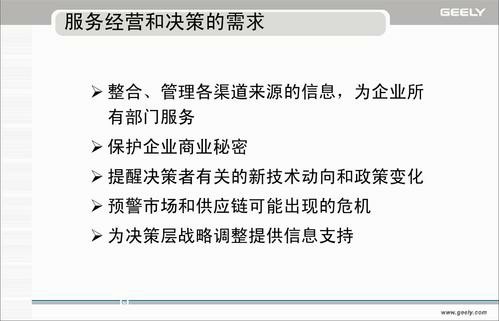 GEELY
服务经营和决策的需求
➢ 整合、管理各渠道来源的信息，为企业所
有部门服务
➢ 保护企业商业秘密
➢ 提醒决策者有关的新技术动向和政策变化
➢ 预警市场和供应链可能出现的危机
➢ 为决策层战略调整提供信息支持
www.geely.com